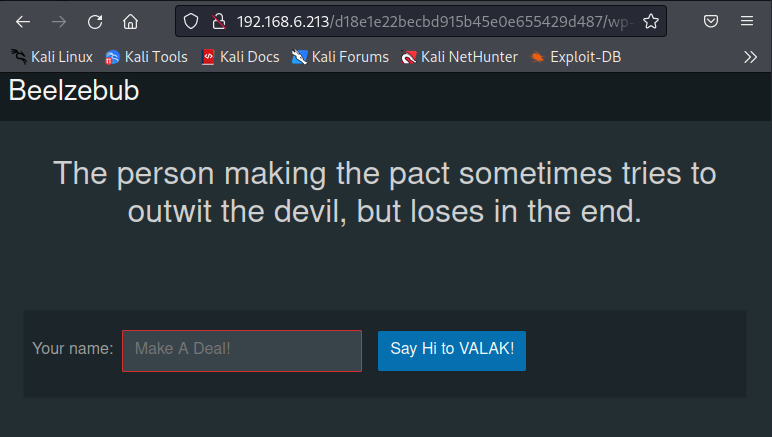 192.168.6.213/d18e1e22becbd915b45e0e655429d487/wp-
Kali Linux Kali Tools Kali Docs Kali Forums Kali NetHunter Exploit-DB
Beelzebub
The person making the pact sometimes tries to
outwit the devil, but loses in the end.
Your name: Make A Deal! Say Hi to VALAK!